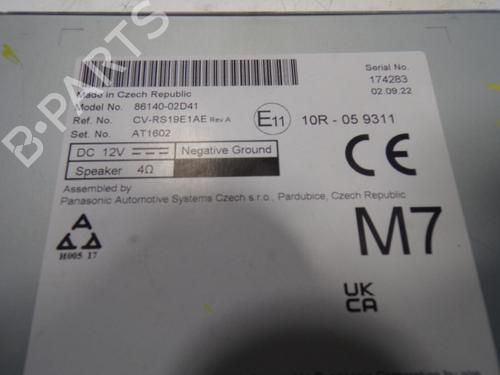 B-PARTS
Made in Czech Republic
Serial No.
174283
Model No. 86140-02D41
02.09.22
Ref. No. CV-RS19E1AE Rev A
E11 10R - 05 9311
Set. No. AT1602
CE
DC 12V Negative Ground
Speaker 4Ω
Assembled by
Panasonic Automotive Systems Czech s.r.o., Pardubice, Czech Republic
M7
H005 17
UK
CA